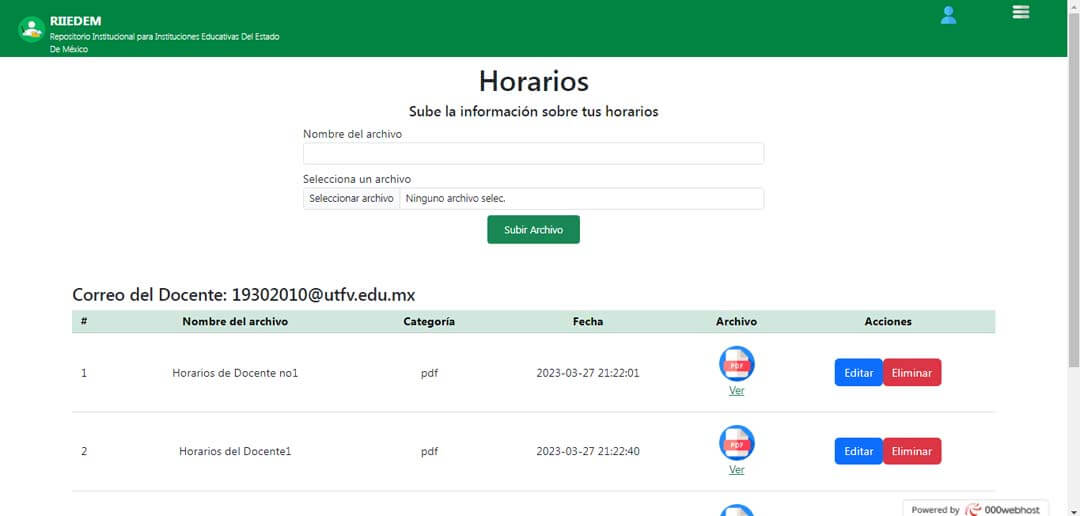 RIIEDEM
Repositorio Institucional para Instituciones Educativas Del Estado
De México
Horarios
Sube la información sobre tus horarios
Nombre del archivo
Selecciona un archivo
Seleccionar archivo Ninguno archivo selec.
Subir Archivo
Correo del Docente: 19302010@utfv.edu.mx
# Nombre del archivo Categoría Fecha Archivo Acciones
1 Horarios de Docente no1 pdf 2023-03-27 21:22:01 PDF Ver Editar Eliminar
2 Horarios del Docente1 pdf 2023-03-27 21:22:40 PDF Ver Editar Eliminar
Powered by 000webhost